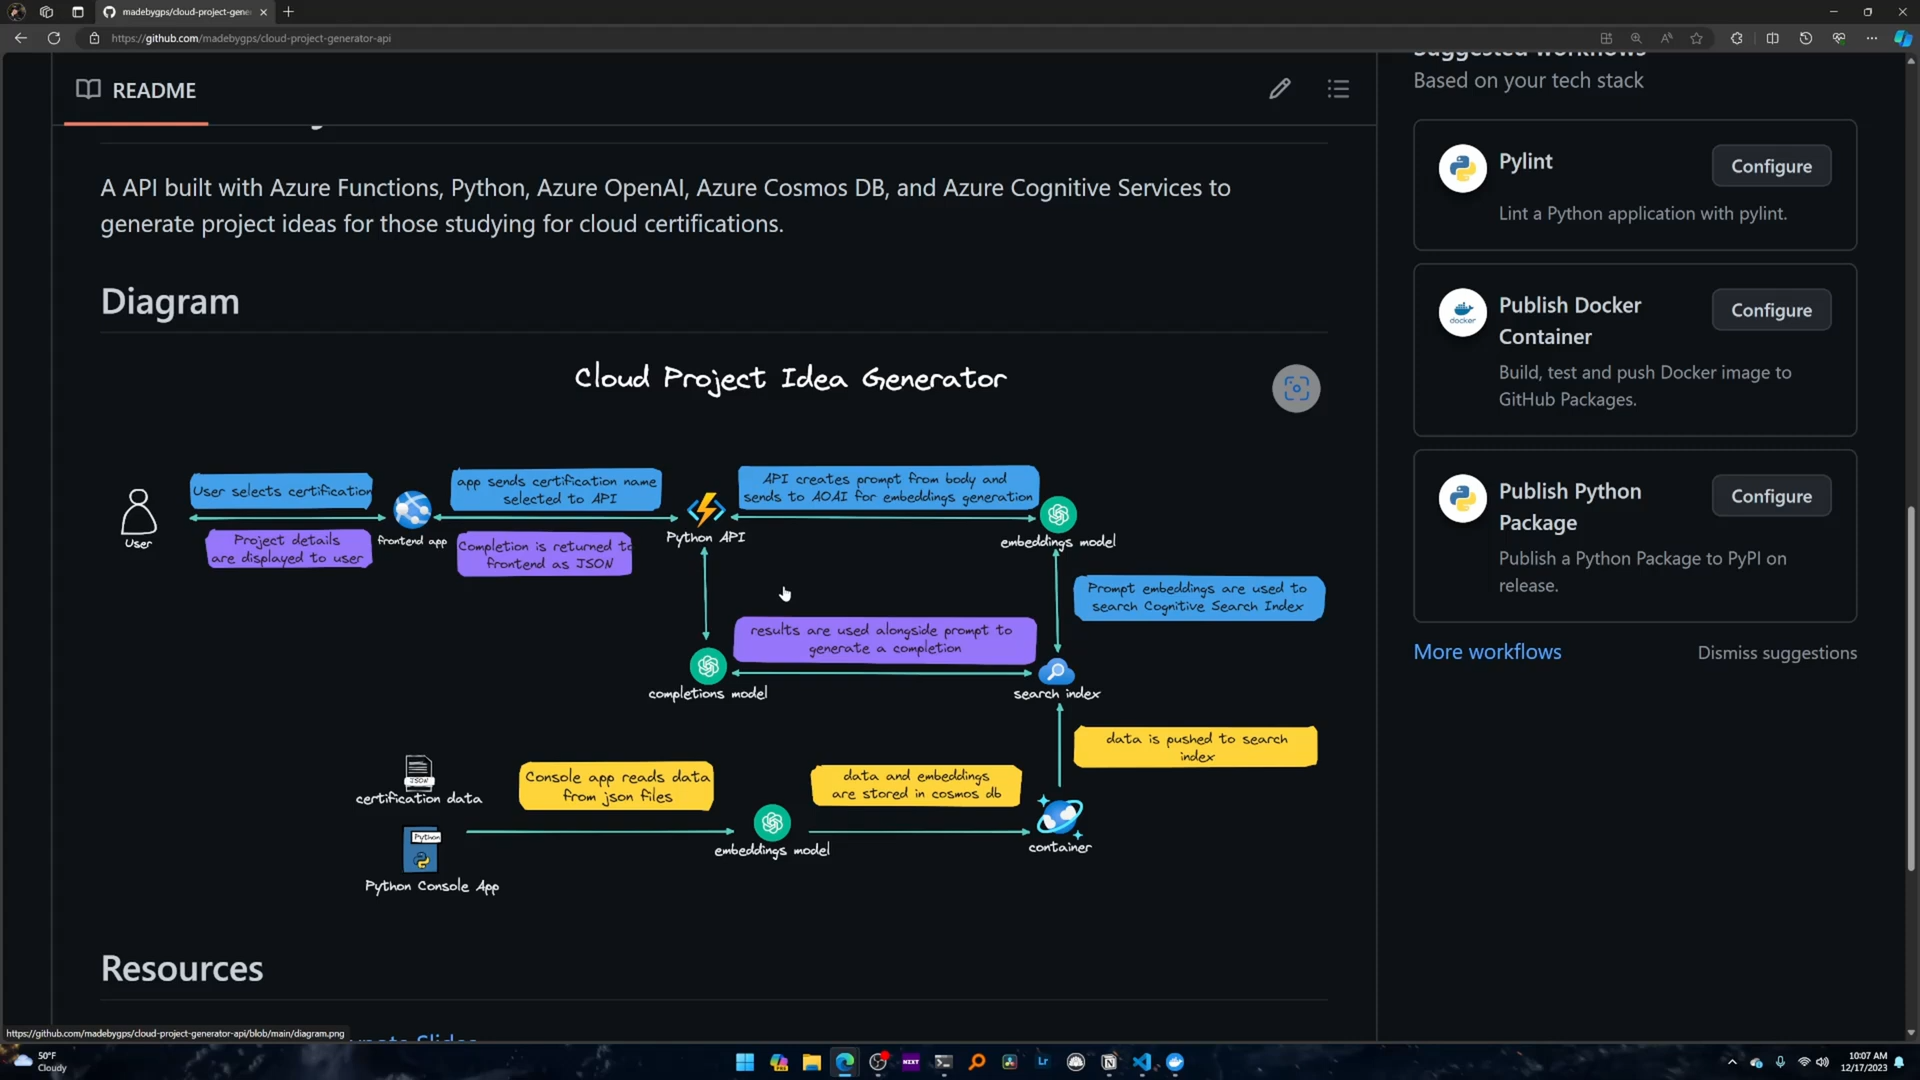 madebygps/cloud-project-gene
https://github.com/madebygps/cloud-project-generator-api
README
A API built with Azure Functions, Python, Azure OpenAI, Azure Cosmos DB, and Azure Cognitive Services to
generate project ideas for those studying for cloud certifications.
Diagram
Cloud Project Idea Generator
User selects certification
app sends certification name
selected to API
API creates prompt from body and
sends to AOAI for embeddings generation
User
Project details
are displayed to user
frontend app
Completion is returned to
frontend as JSON
Python API
embeddings model
Prompt embeddings are used to
search Cognitive Search Index
results are used alongside prompt to
generate a completion
completions model
search index
data is pushed to search
index
JSON
certification data
Console app reads data
from json files
data and embeddings
are stored in cosmos db
Python
Python Console App
embeddings model
container
Resources
https://github.com/madebygps/cloud-project-generator-api/blob/main/diagram.png
Suggested workflows
Based on your tech stack
Pylint
Configure
Lint a Python application with pylint.
docker
Publish Docker
Container
Configure
Build, test and push Docker image to
GitHub Packages.
Publish Python
Package
Configure
Publish a Python Package to PyPI on
release.
More workflows
Dismiss suggestions
50°F
Cloudy
NEXT
Lr
10:07 AM
12/17/2023